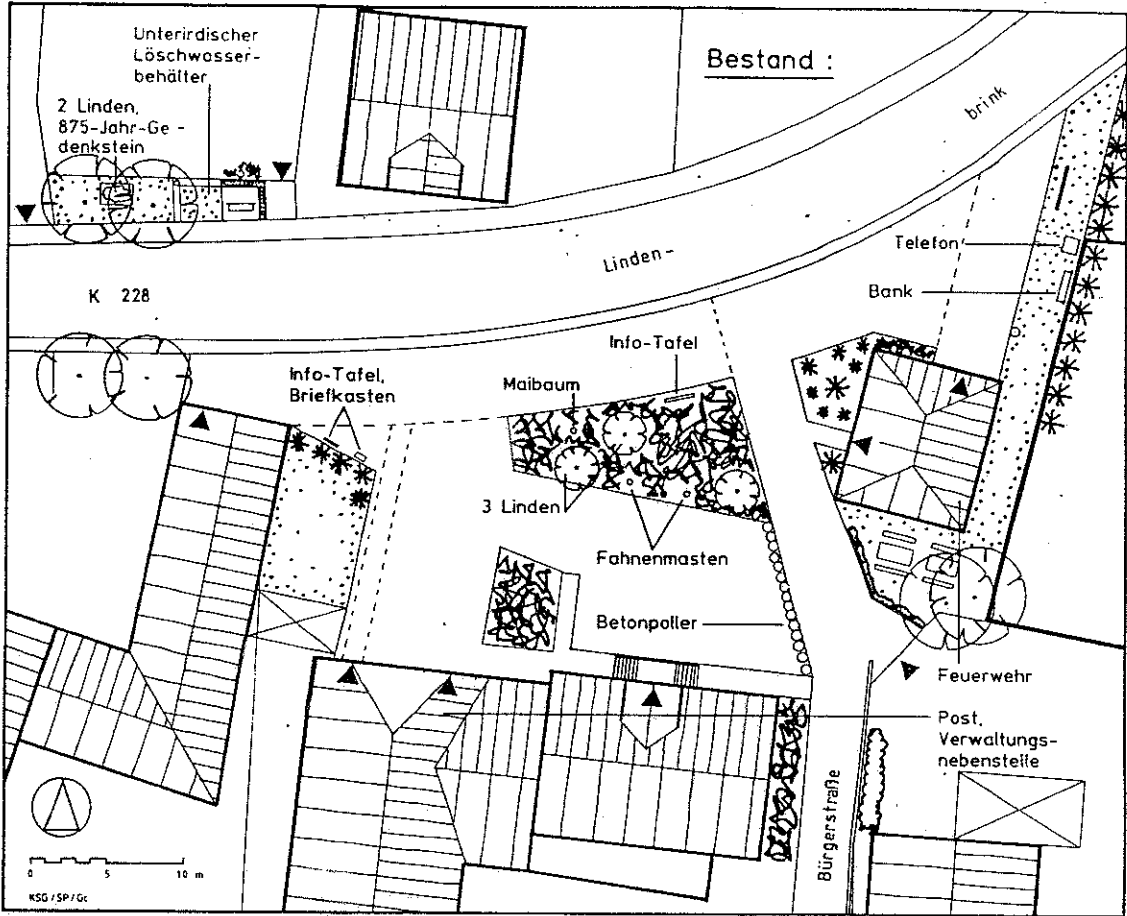 Unterirdischer
Löschwasser-
behälter
Bestand :
2 Linden,
875-Jahr-Ge-
denkstein
brink
Linden-
Telefon
Bank
K 228
Info-Tafel
Info-Tafel,
Briefkasten
Maibaum
3 Linden
Fahnenmasten
Betonpoller
Feuerwehr
Post,
Verwaltungs-
nebenstelle
Bürgerstraße
0 5 10 m
KSG/SP/Gc